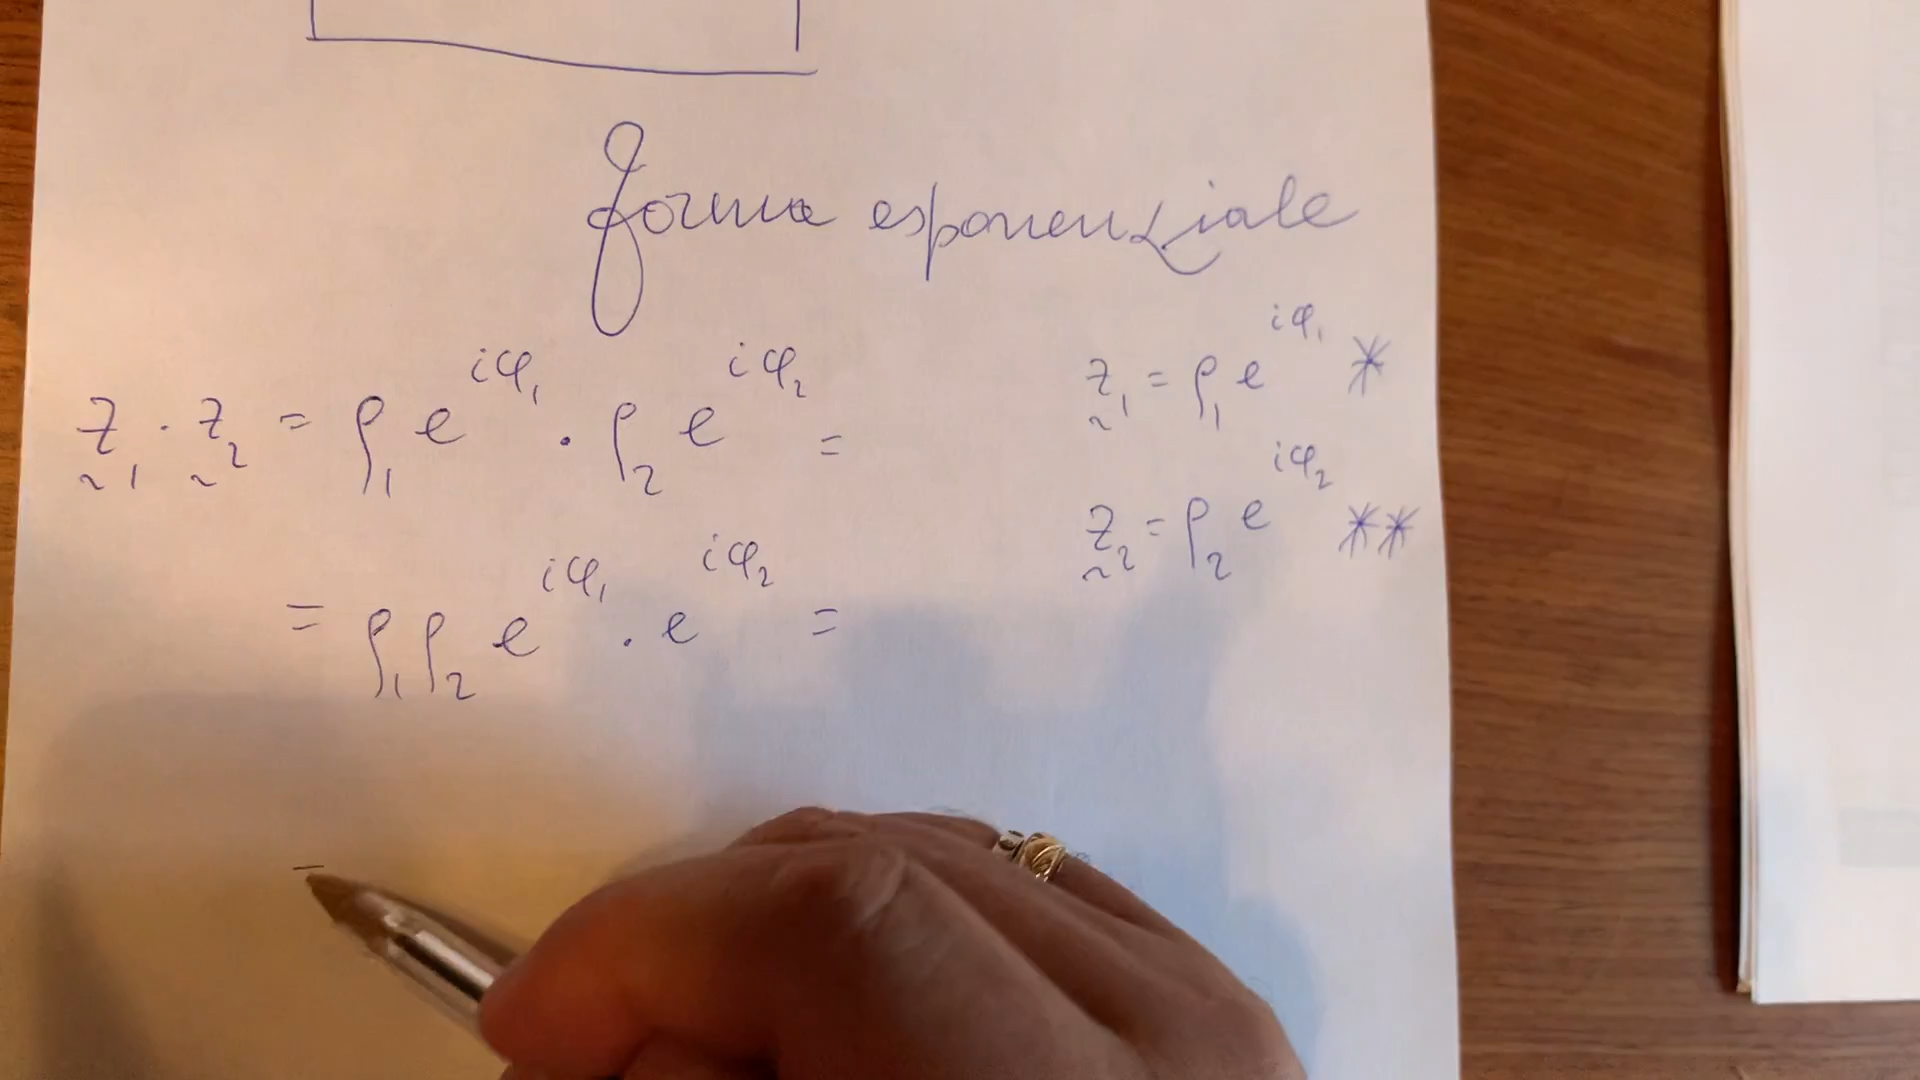 forma esponenziale
z₁ · z₂ = ρ₁ e^{iφ₁} · ρ₂ e^{iφ₂} =
z₁ = ρ₁ e^{iφ₁} *
z₂ = ρ₂ e^{iφ₂} **
= ρ₁ρ₂ e^{iφ₁} · e^{iφ₂} =